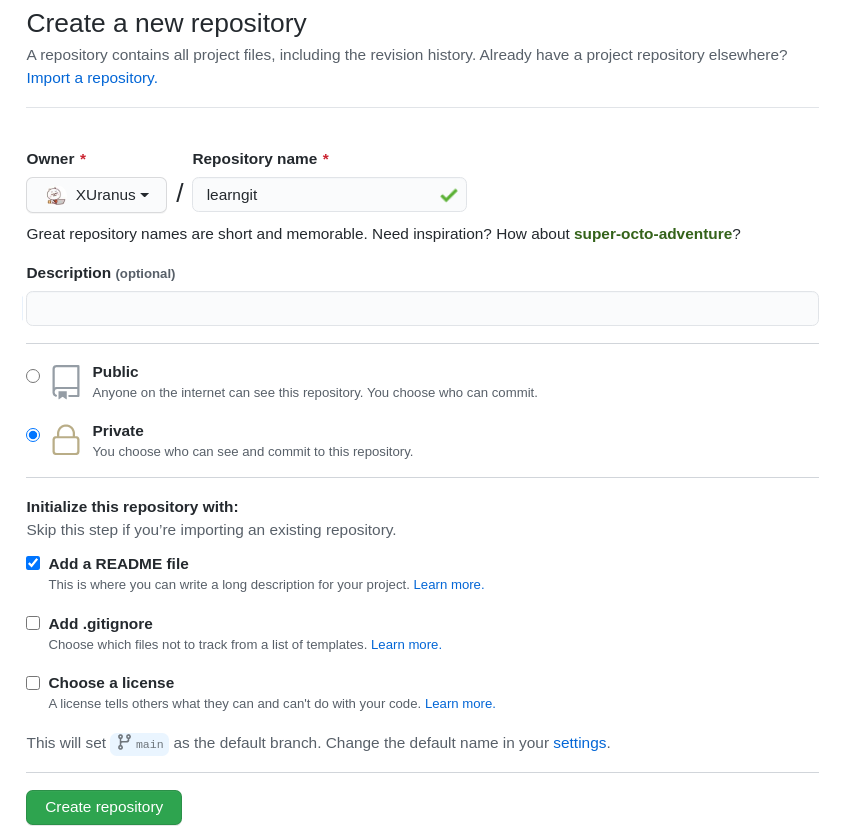 Create a new repository
A repository contains all project files, including the revision history. Already have a project repository elsewhere?
Import a repository.
Owner * Repository name *
XUranus / learngit
Great repository names are short and memorable. Need inspiration? How about super-octo-adventure?
Description (optional)
Public
Anyone on the internet can see this repository. You choose who can commit.
Private
You choose who can see and commit to this repository.
Initialize this repository with:
Skip this step if you’re importing an existing repository.
Add a README file
This is where you can write a long description for your project. Learn more.
Add .gitignore
Choose which files not to track from a list of templates. Learn more.
Choose a license
A license tells others what they can and can't do with your code. Learn more.
This will set main as the default branch. Change the default name in your settings.
Create repository